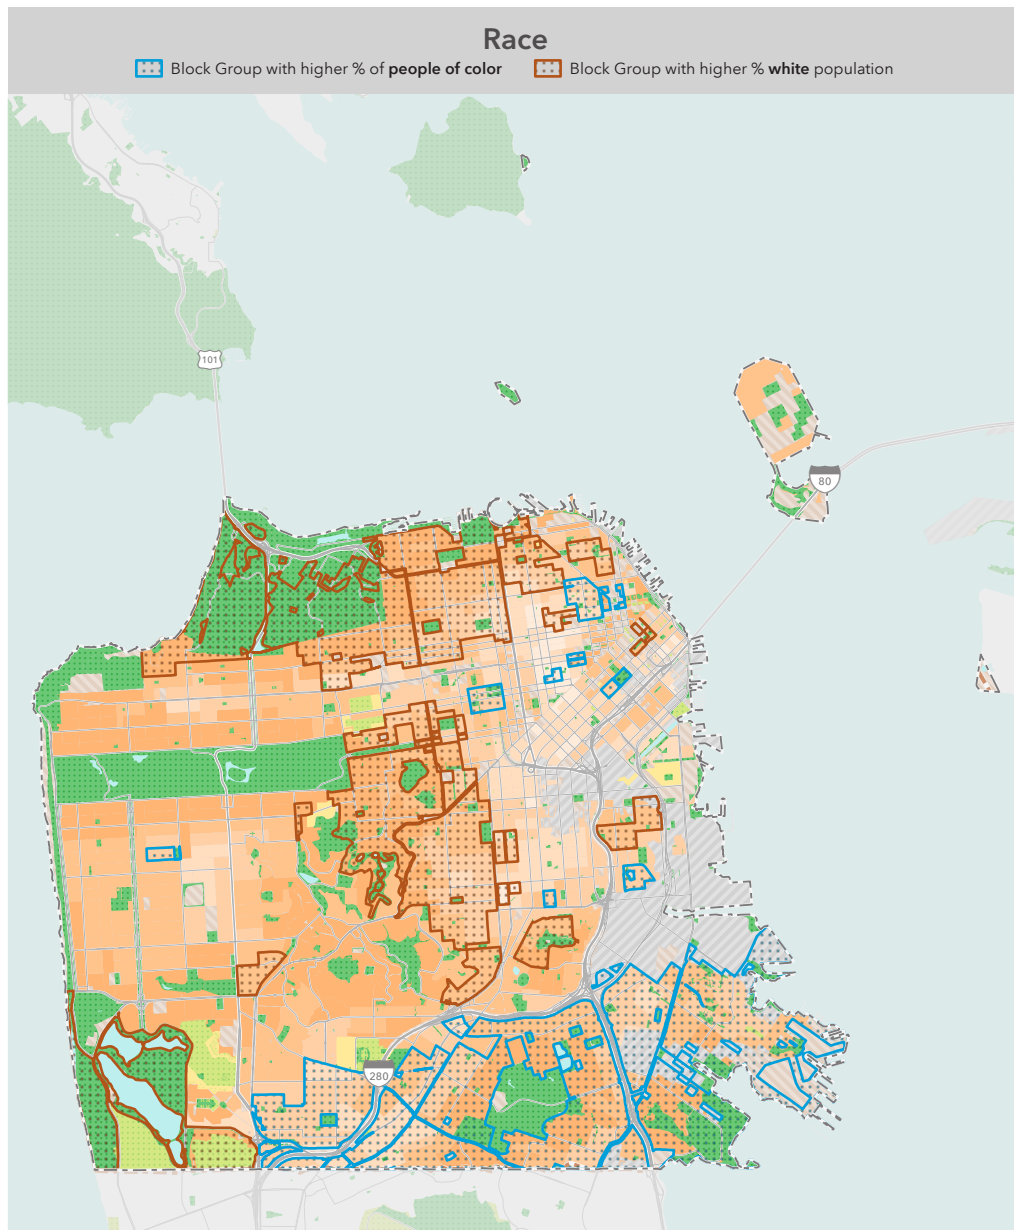 Race
Block Group with higher % of people of color
Block Group with higher % white population
101
80
280